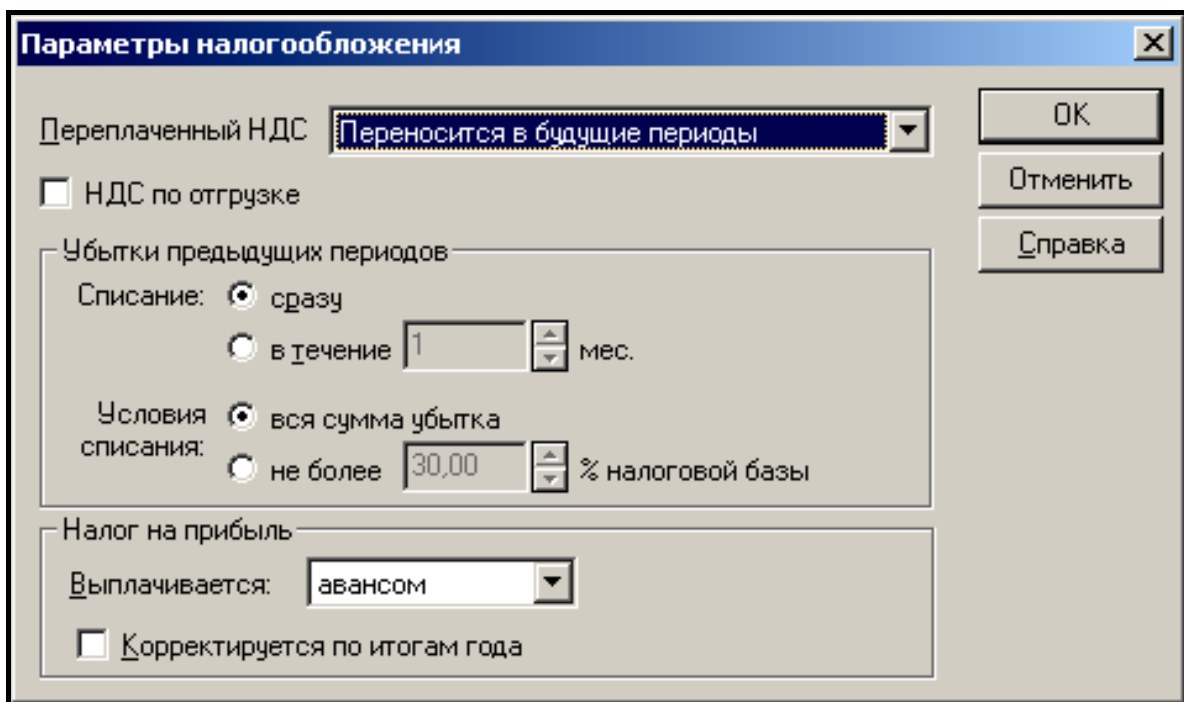 Параметры налогообложения
Переплаченный НДС Переносится в будущие периоды
OK
НДС по отгрузке
Отменить
Справка
Убытки предыдущих периодов
Списание: сразу
в течение 1 мес.
Условия списания: вся сумма убытка
не более 30,00 % налоговой базы
Налог на прибыль
Выплачивается: авансом
Корректируется по итогам года